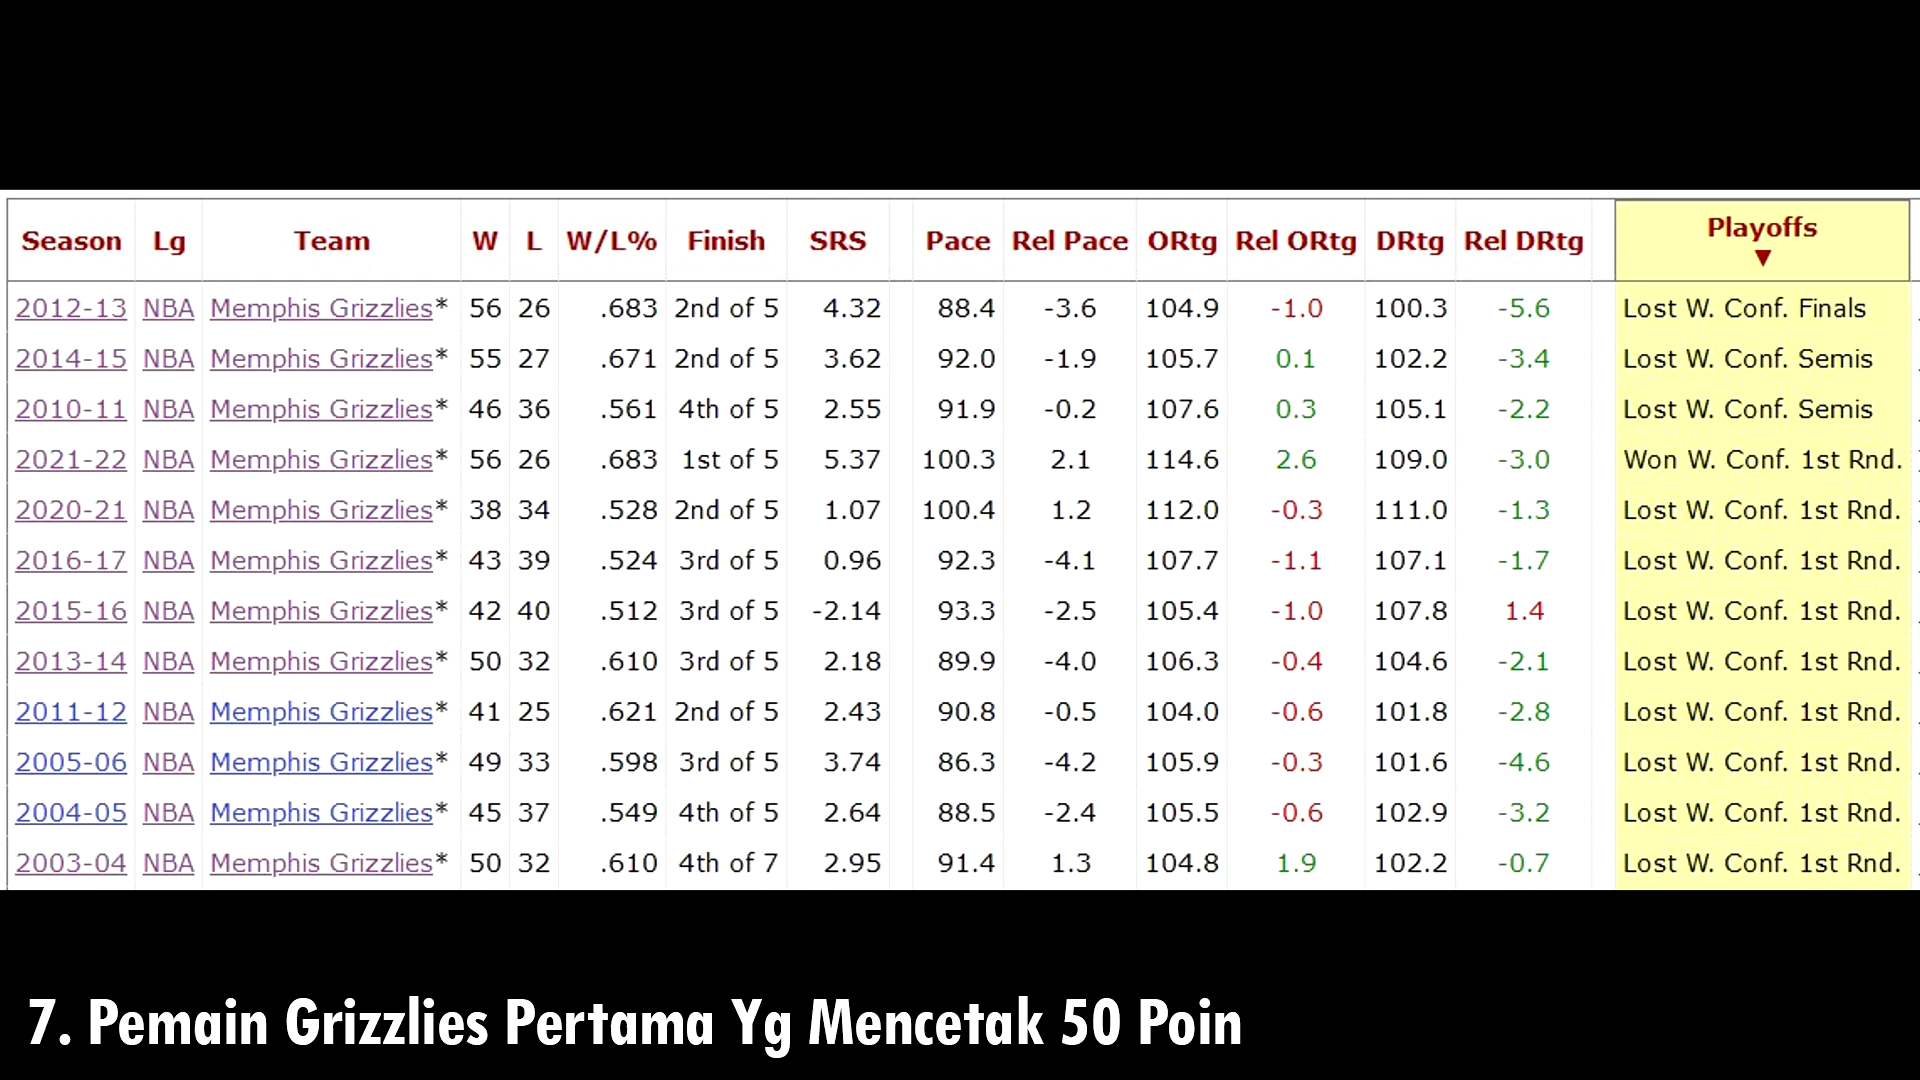 Season Lg Team W L W/L% Finish SRS Pace Rel Pace ORtg Rel ORtg DRtg Rel DRtg Playoffs ▼
2012-13 NBA Memphis Grizzlies* 56 26 .683 2nd of 5 4.32 88.4 -3.6 104.9 -1.0 100.3 -5.6 Lost W. Conf. Finals
2014-15 NBA Memphis Grizzlies* 55 27 .671 2nd of 5 3.62 92.0 -1.9 105.7 0.1 102.2 -3.4 Lost W. Conf. Semis
2010-11 NBA Memphis Grizzlies* 46 36 .561 4th of 5 2.55 91.9 -0.2 107.6 0.3 105.1 -2.2 Lost W. Conf. Semis
2021-22 NBA Memphis Grizzlies* 56 26 .683 1st of 5 5.37 100.3 2.1 114.6 2.6 109.0 -3.0 Won W. Conf. 1st Rnd.
2020-21 NBA Memphis Grizzlies* 38 34 .528 2nd of 5 1.07 100.4 1.2 112.0 -0.3 111.0 -1.3 Lost W. Conf. 1st Rnd.
2016-17 NBA Memphis Grizzlies* 43 39 .524 3rd of 5 0.96 92.3 -4.1 107.7 -1.1 107.1 -1.7 Lost W. Conf. 1st Rnd.
2015-16 NBA Memphis Grizzlies* 42 40 .512 3rd of 5 -2.14 93.3 -2.5 105.4 -1.0 107.8 1.4 Lost W. Conf. 1st Rnd.
2013-14 NBA Memphis Grizzlies* 50 32 .610 3rd of 5 2.18 89.9 -4.0 106.3 -0.4 104.6 -2.1 Lost W. Conf. 1st Rnd.
2011-12 NBA Memphis Grizzlies* 41 25 .621 2nd of 5 2.43 90.8 -0.5 104.0 -0.6 101.8 -2.8 Lost W. Conf. 1st Rnd.
2005-06 NBA Memphis Grizzlies* 49 33 .598 3rd of 5 3.74 86.3 -4.2 105.9 -0.3 101.6 -4.6 Lost W. Conf. 1st Rnd.
2004-05 NBA Memphis Grizzlies* 45 37 .549 4th of 5 2.64 88.5 -2.4 105.5 -0.6 102.9 -3.2 Lost W. Conf. 1st Rnd.
2003-04 NBA Memphis Grizzlies* 50 32 .610 4th of 7 2.95 91.4 1.3 104.8 1.9 102.2 -0.7 Lost W. Conf. 1st Rnd.
7. Pemain Grizzlies Pertama Yg Mencetak 50 Poin